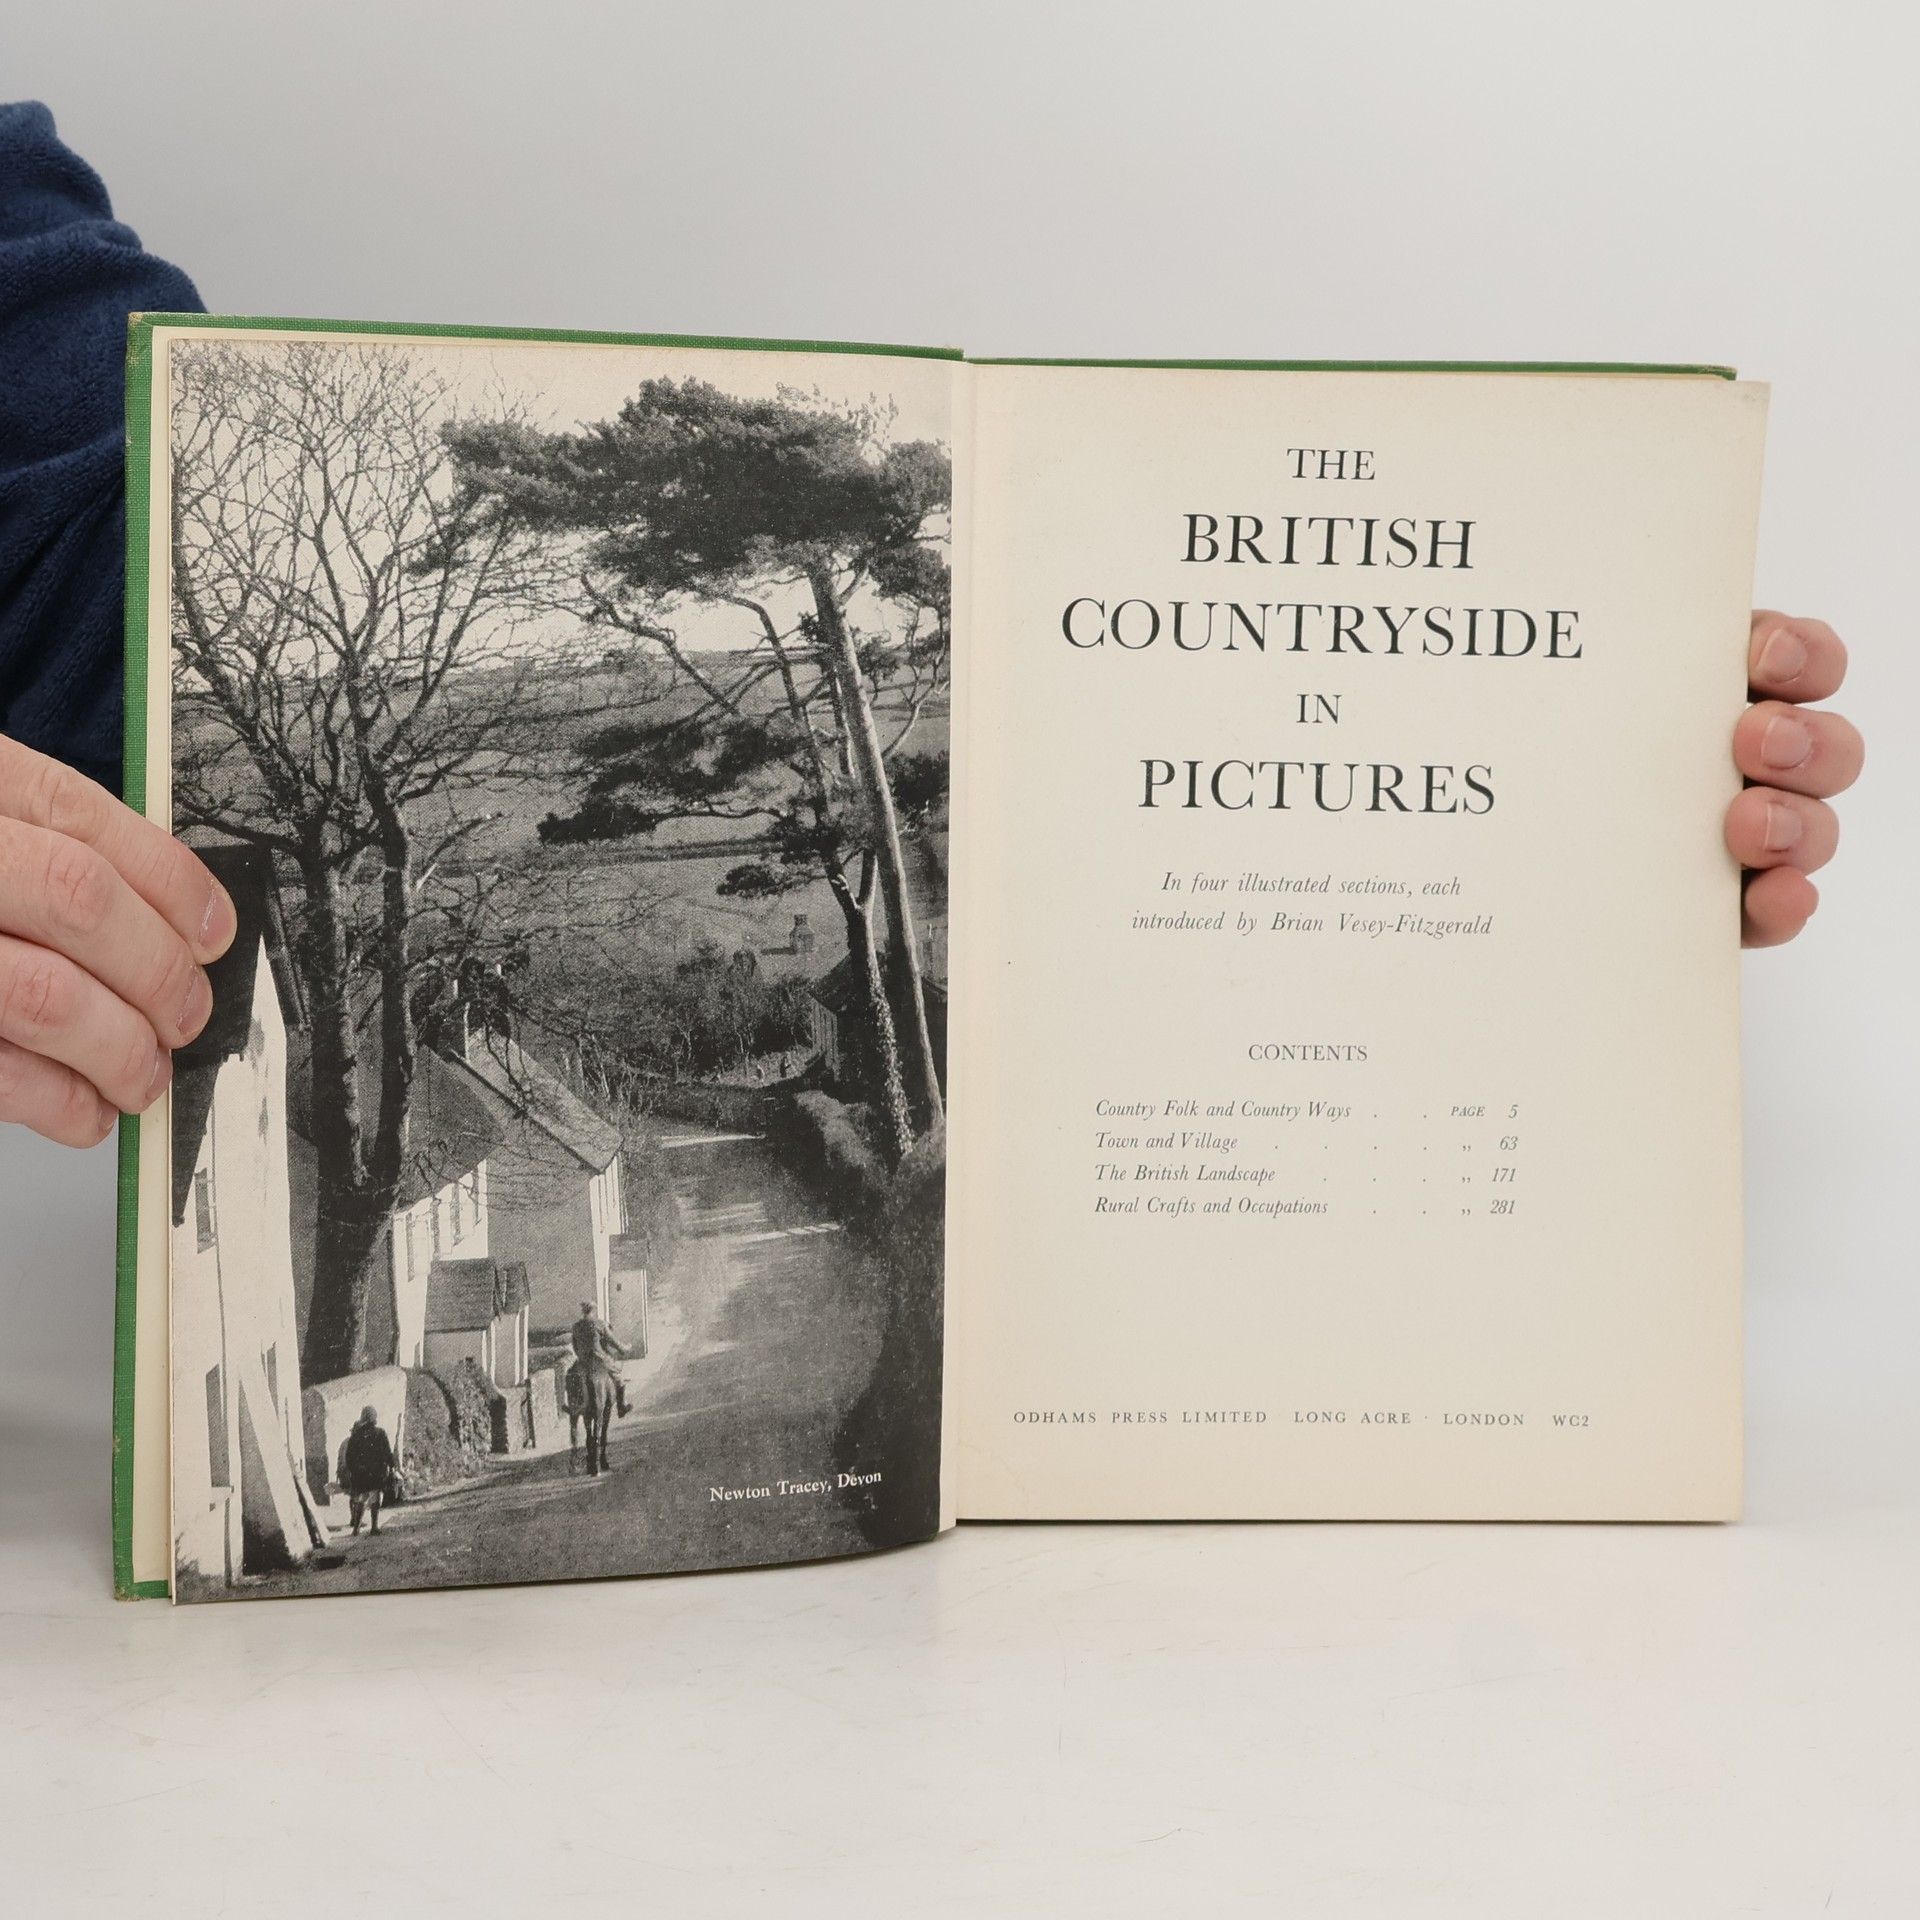 Newton Tracey, Devon
THE
BRITISH
COUNTRYSIDE
IN
PICTURES
In four illustrated sections, each
introduced by Brian Vesey-Fitzgerald
CONTENTS
Country Folk and Country Ways . . PAGE 5
Town and Village . . . . „ 63
The British Landscape . . . „ 171
Rural Crafts and Occupations . . „ 281
ODHAMS PRESS LIMITED LONG ACRE · LONDON WC2